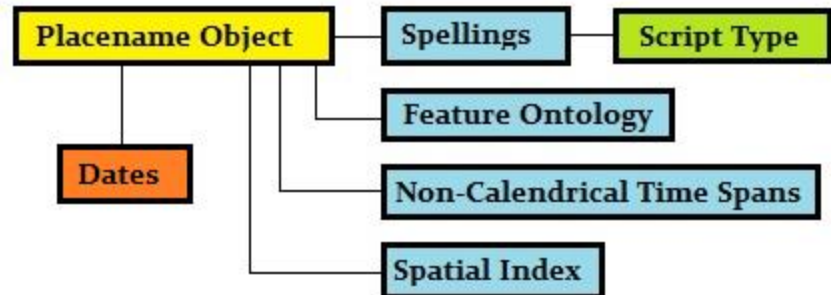 Placename Object
Spellings
Script Type
Feature Ontology
Dates
Non-Calendrical Time Spans
Spatial Index